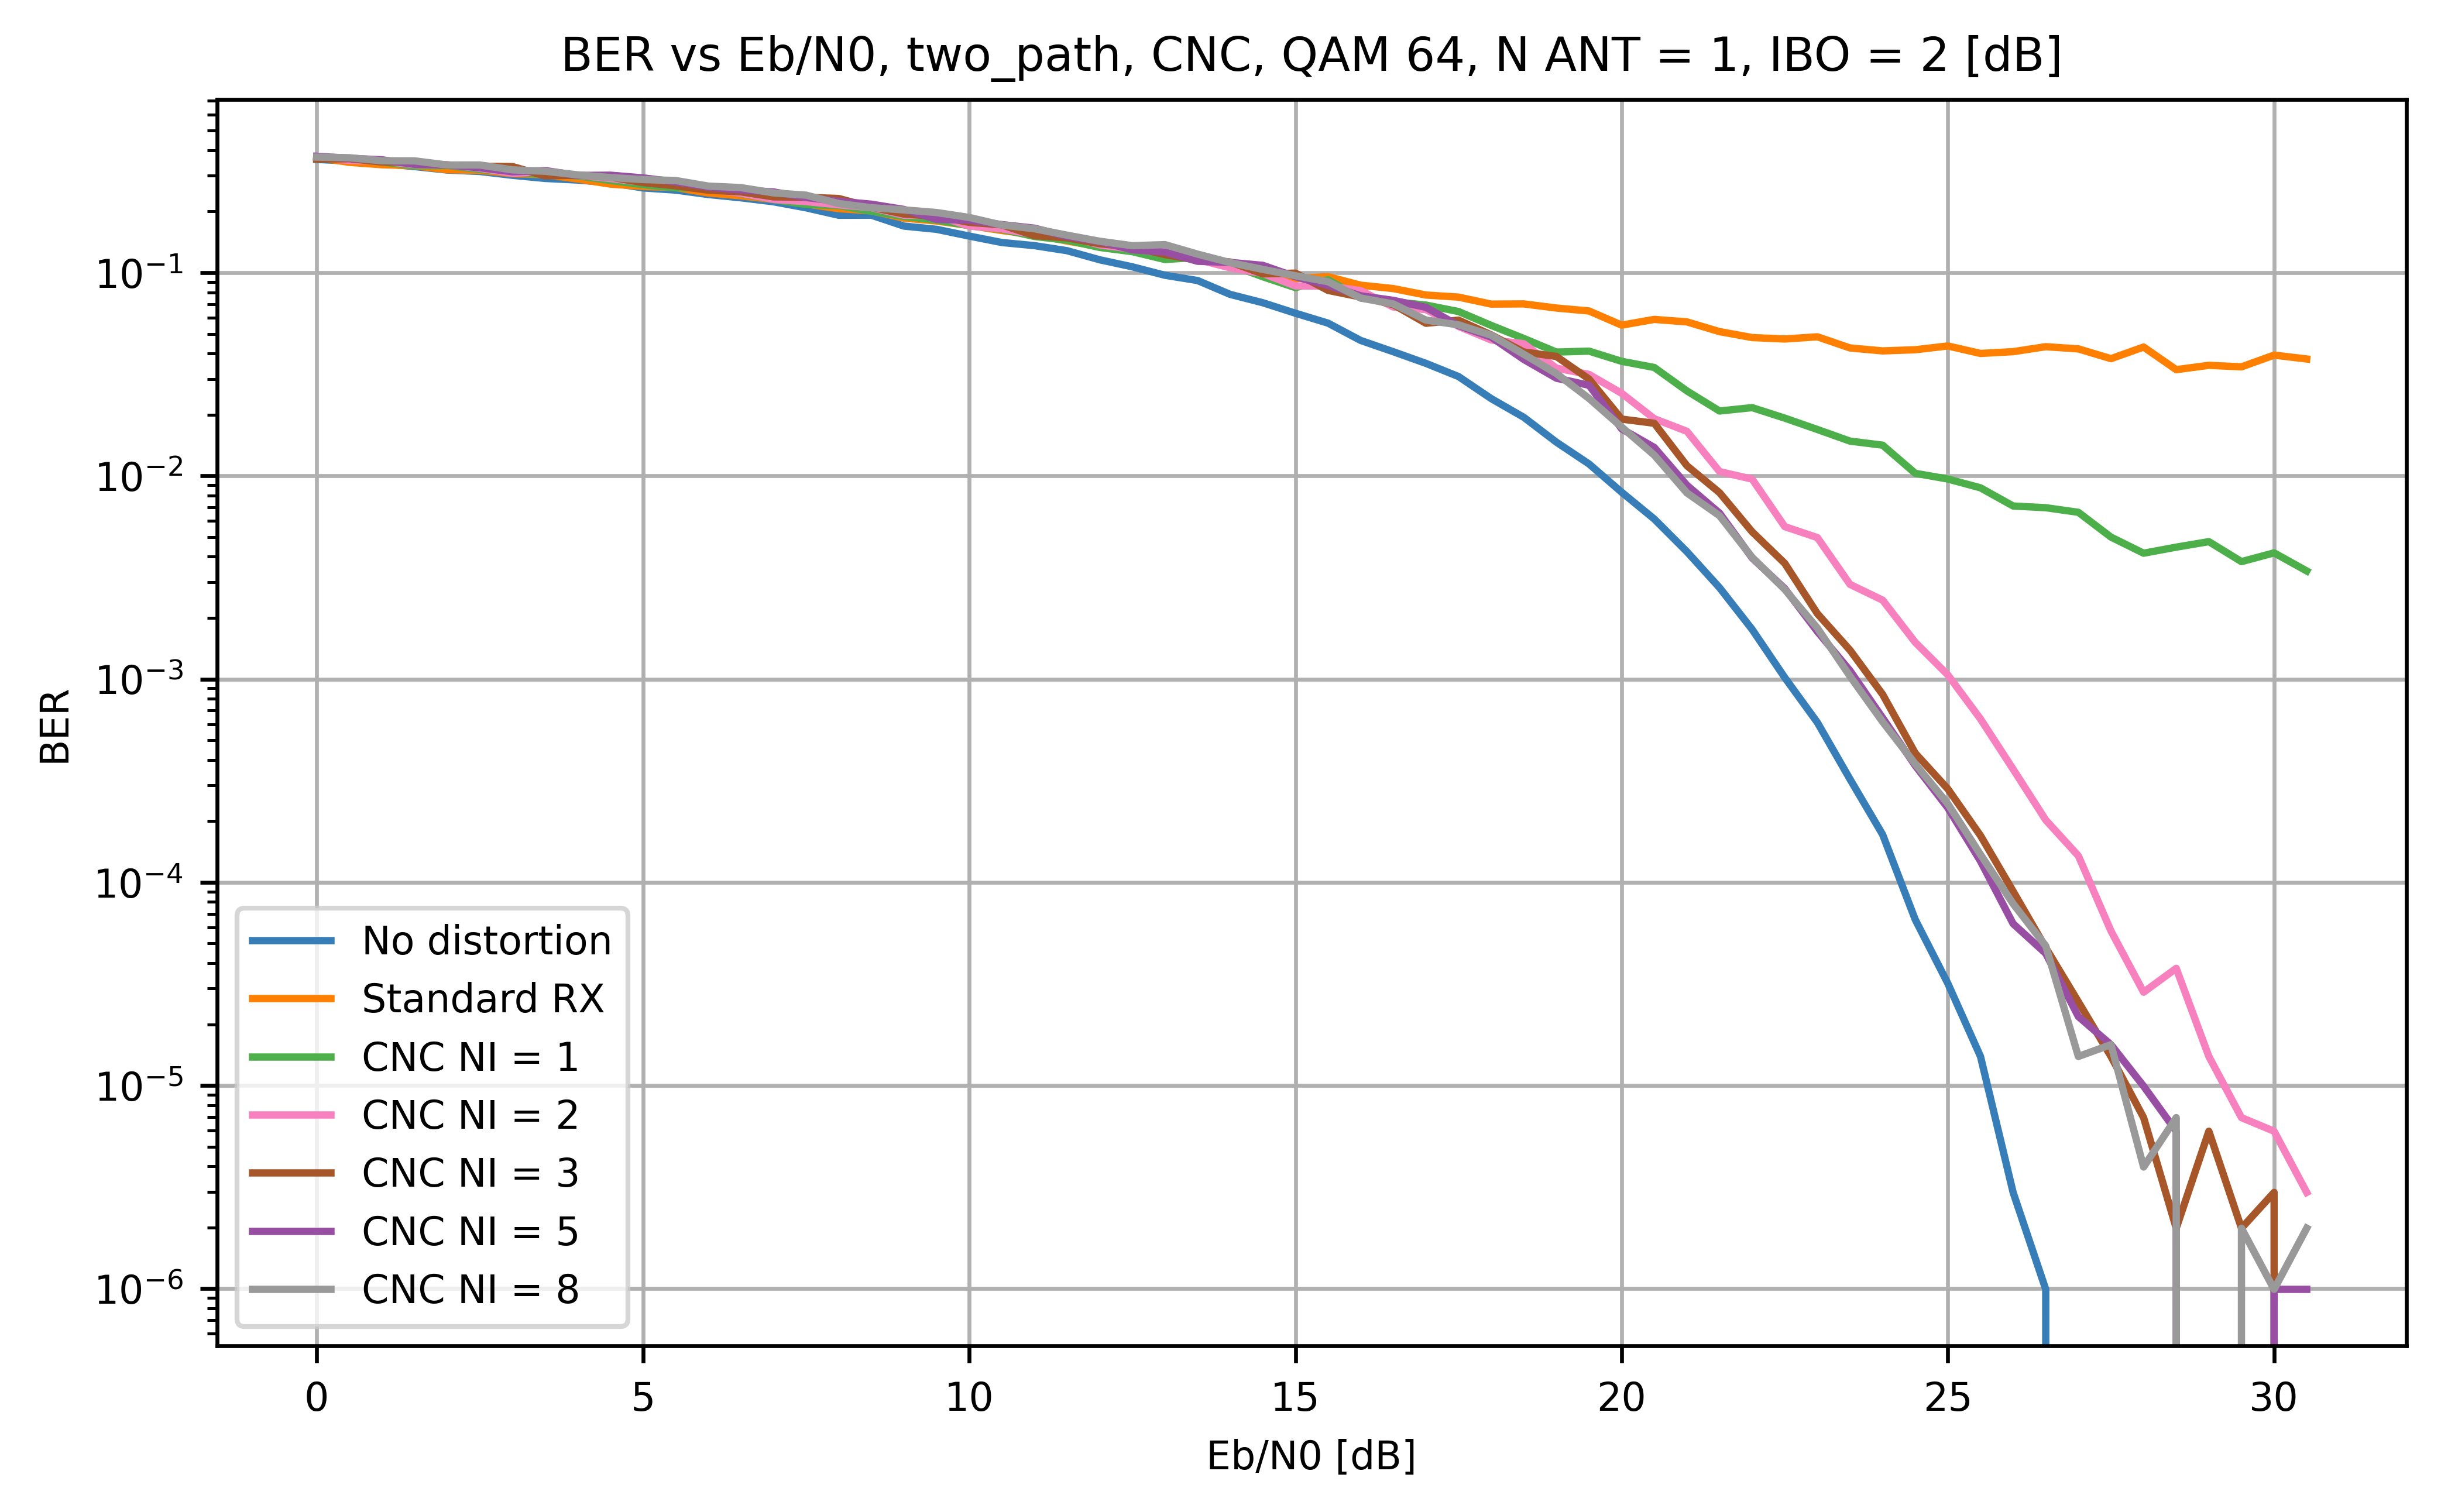 BER vs Eb/N0, two_path, CNC, QAM 64, N ANT = 1, IBO = 2 [dB]
BER
10⁻¹
10⁻²
10⁻³
10⁻⁴
10⁻⁵
10⁻⁶
No distortion
Standard RX
CNC NI = 1
CNC NI = 2
CNC NI = 3
CNC NI = 5
CNC NI = 8
0 5 10 15 20 25 30
Eb/N0 [dB]